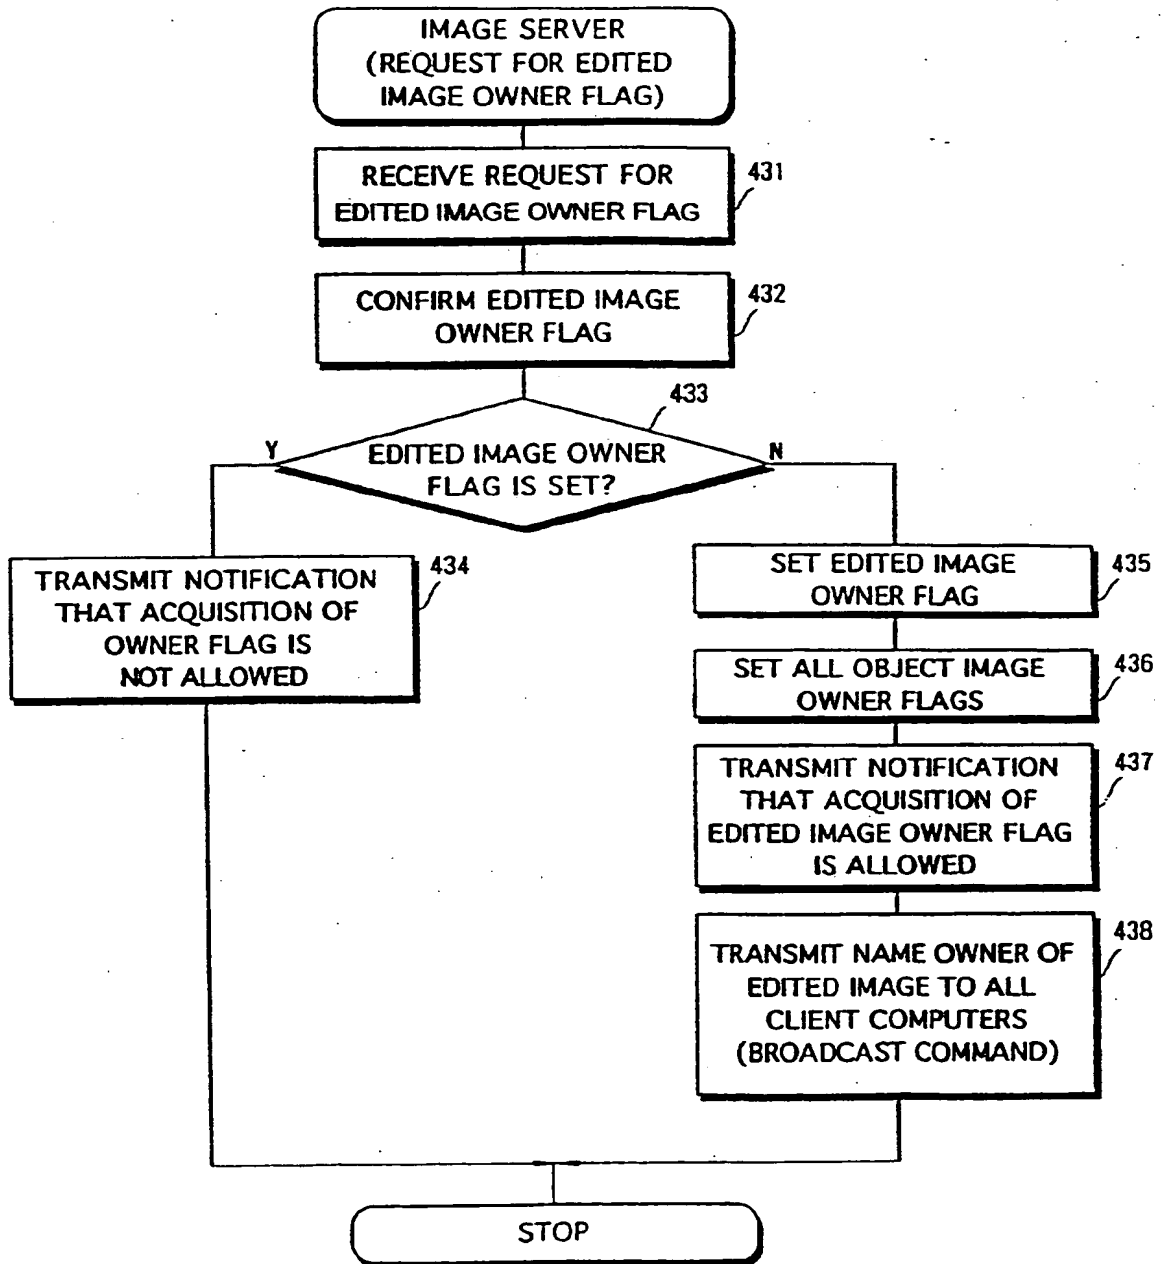 IMAGE SERVER
(REQUEST FOR EDITED
IMAGE OWNER FLAG)
RECEIVE REQUEST FOR
EDITED IMAGE OWNER FLAG
431
CONFIRM EDITED IMAGE
OWNER FLAG
432
433
Y
EDITED IMAGE OWNER
FLAG IS SET?
N
TRANSMIT NOTIFICATION
THAT ACQUISITION OF
OWNER FLAG IS
NOT ALLOWED
434
SET EDITED IMAGE
OWNER FLAG
435
SET ALL OBJECT IMAGE
OWNER FLAGS
436
TRANSMIT NOTIFICATION
THAT ACQUISITION OF
EDITED IMAGE OWNER FLAG
IS ALLOWED
437
TRANSMIT NAME OWNER OF
EDITED IMAGE TO ALL
CLIENT COMPUTERS
(BROADCAST COMMAND)
438
STOP